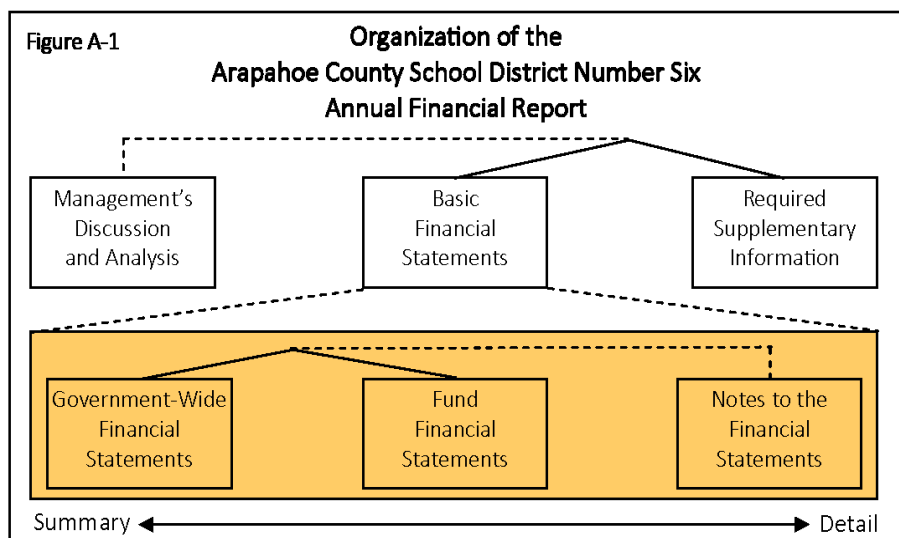 Figure A-1
Organization of the
Arapahoe County School District Number Six
Annual Financial Report
Management's
Discussion
and Analysis
Basic
Financial
Statements
Required
Supplementary
Information
Government-Wide
Financial
Statements
Fund
Financial
Statements
Notes to the
Financial
Statements
Summary
Detail